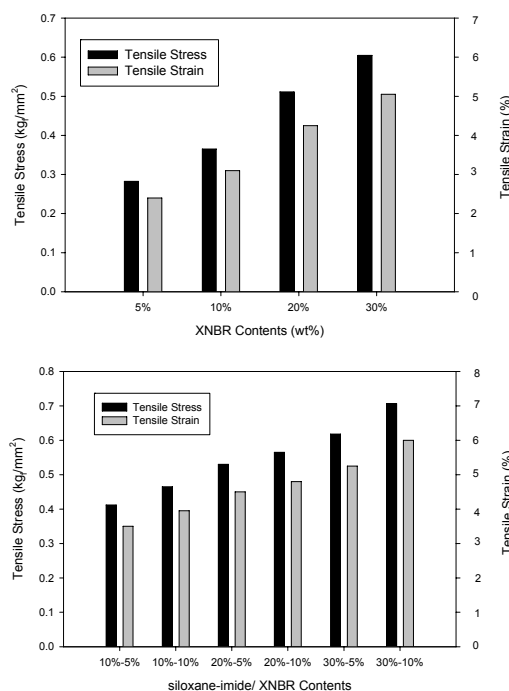 0.7
0.6
0.5
0.4
0.3
0.2
0.1
0.0
Tensile Stress (kgf/mm²)
Tensile Stress
Tensile Strain
7
6
5
4
3
2
1
0
Tensile Strain (%)
5% 10% 20% 30%
XNBR Contents (wt%)
0.8
0.7
0.6
0.5
0.4
0.3
0.2
0.1
0.0
Tensile Stress (kgf/mm²)
Tensile Stress
Tensile Strain
8
7
6
5
4
3
2
1
0
Tensile Strain (%)
10%-5% 10%-10% 20%-5% 20%-10% 30%-5% 30%-10%
siloxane-imide/ XNBR Contents